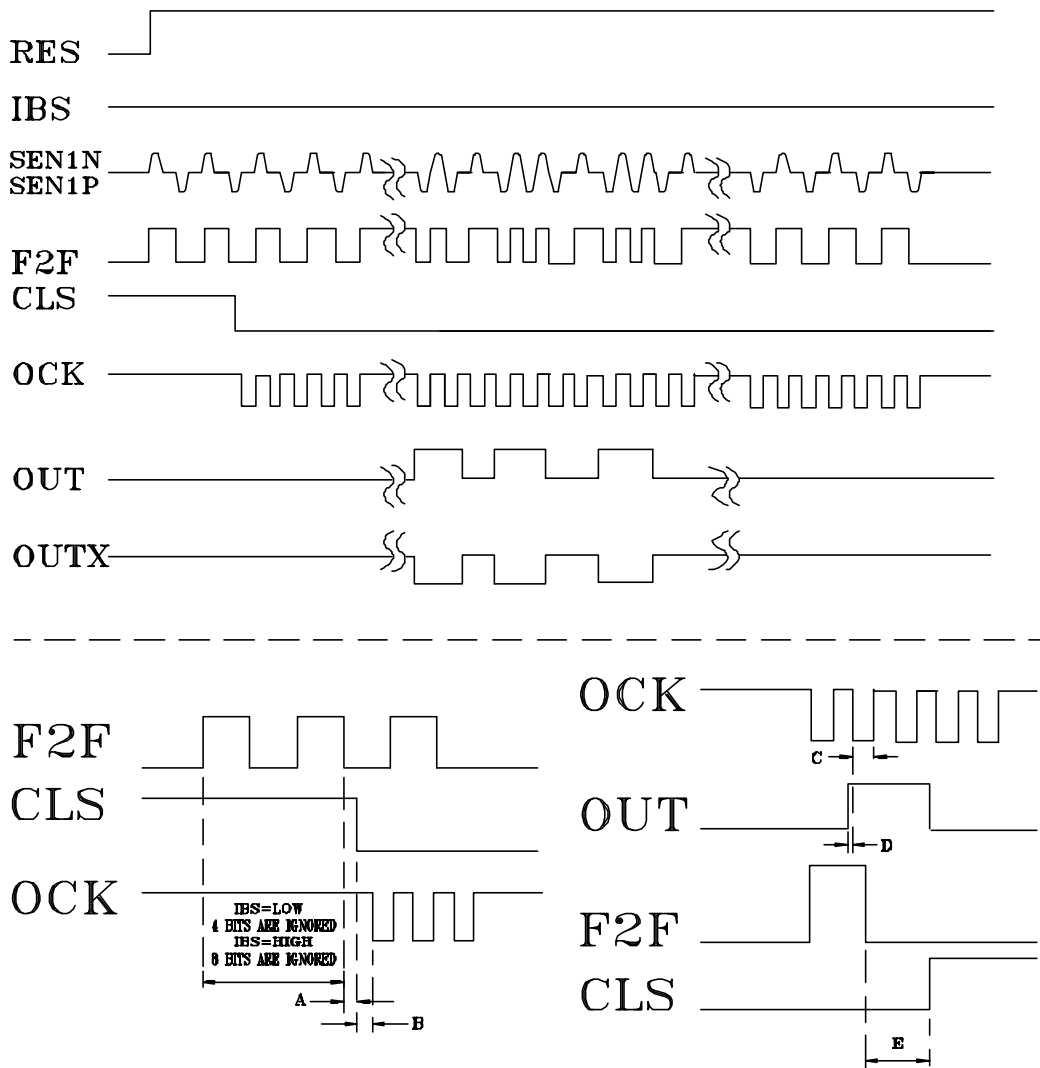 RES
IBS
SEN1N
SEN1P
F2F
CLS
OCK
OUT
OUTX
F2F
CLS
OCK
IBS=LOW
4 BITS ARE IGNORED
IBS=HIGH
8 BITS ARE IGNORED
A
B
OCK
C
OUT
D
F2F
CLS
E